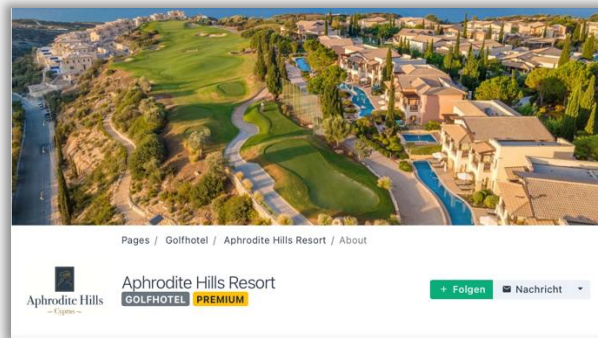 Pages / Golfhotel / Aphrodite Hills Resort / About
Aphrodite Hills
Cyprus
Aphrodite Hills Resort
GOLFHOTEL PREMIUM
+ Folgen
Nachricht